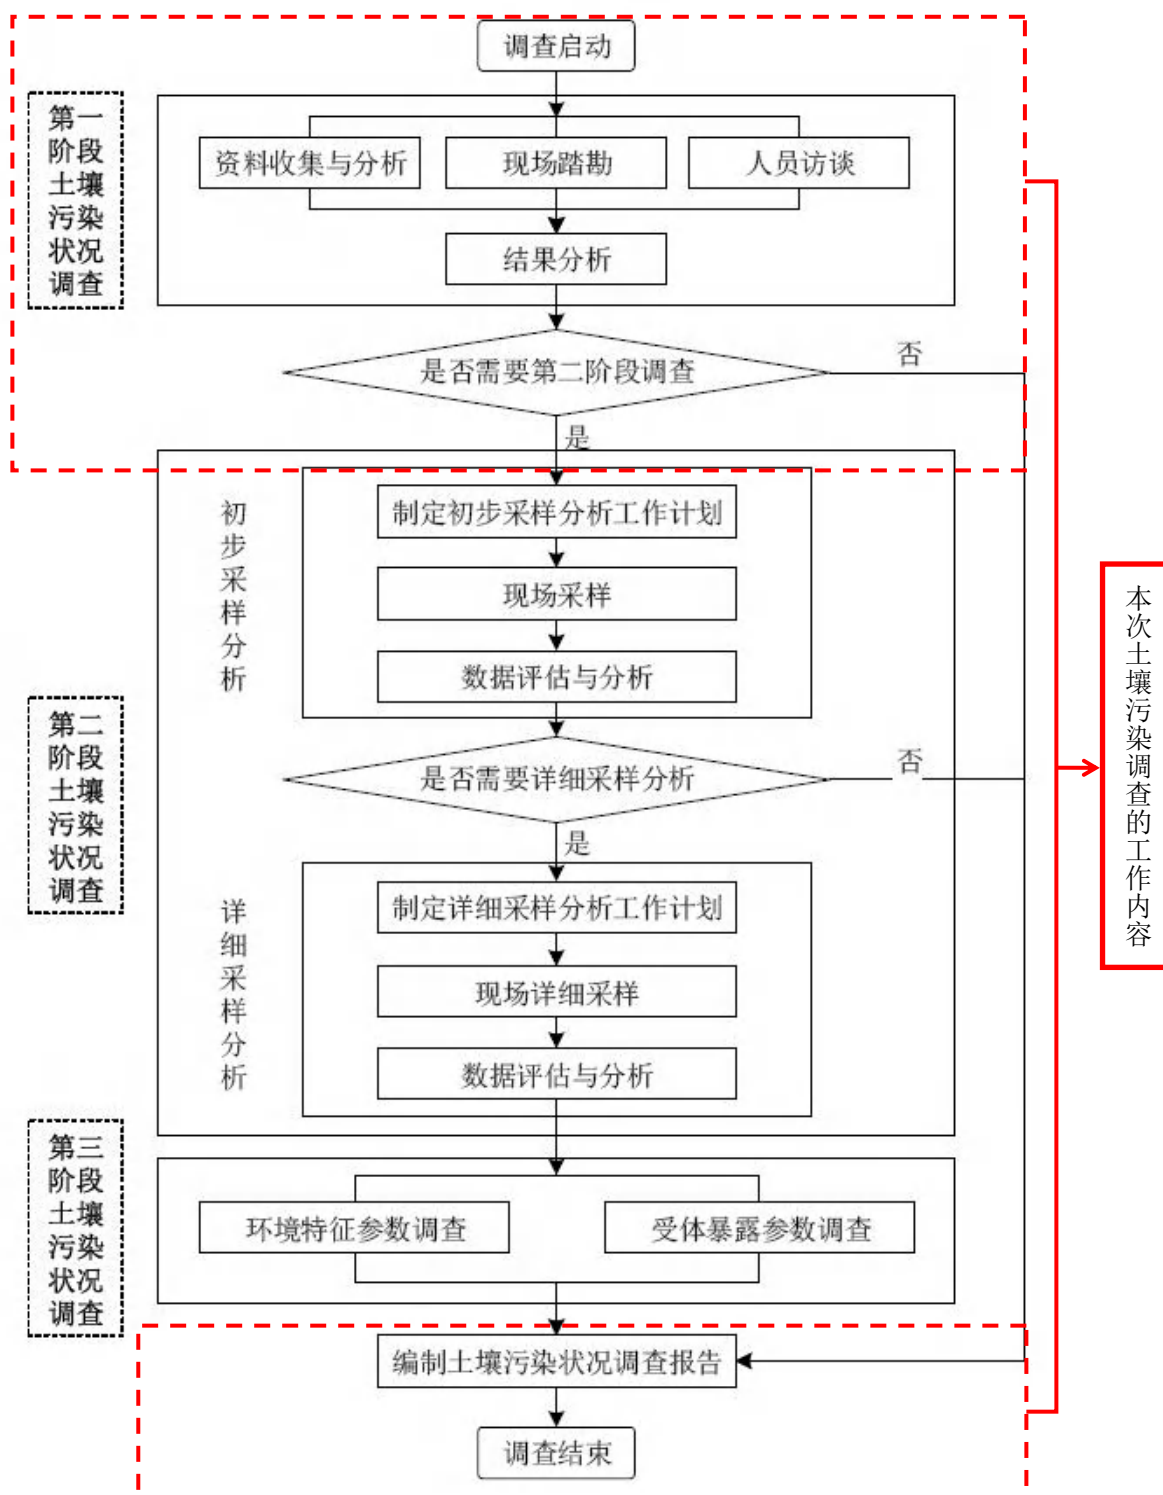 调查启动
第一
阶段
土壤
污染
状况
调查
资料收集与分析
现场踏勘
人员访谈
结果分析
是否需要第二阶段调查
否
是
初步采样分析
制定初步采样分析工作计划
现场采样
数据评估与分析
第二
阶段
土壤
污染
状况
调查
是否需要详细采样分析
否
是
详细采样分析
制定详细采样分析工作计划
现场详细采样
数据评估与分析
第三
阶段
土壤
污染
状况
调查
环境特征参数调查
受体暴露参数调查
编制土壤污染状况调查报告
调查结束
本次土壤污染调查的工作内容